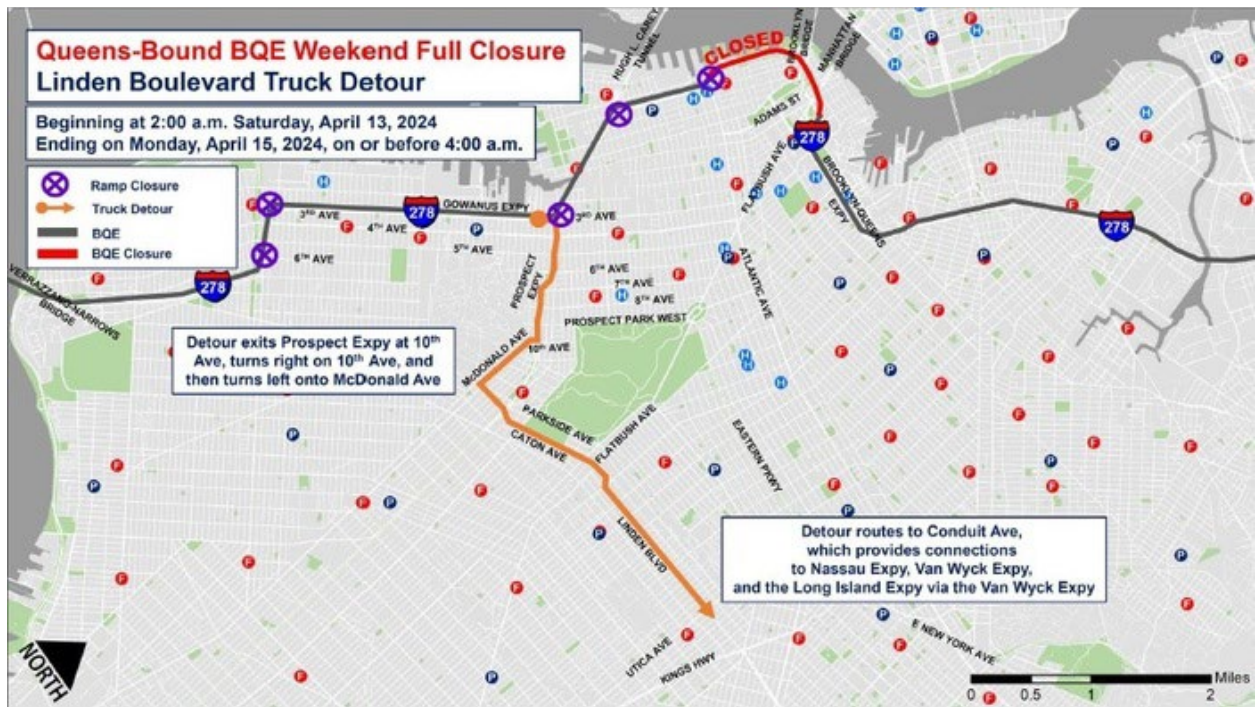 Queens-Bound BQE Weekend Full Closure
Linden Boulevard Truck Detour
Beginning at 2:00 a.m. Saturday, April 13, 2024
Ending on Monday, April 15, 2024, on or before 4:00 a.m.
Ramp Closure
Truck Detour
BQE
BQE Closure
HUGH L. CAREY
TUNNEL
CLOSED
BROOKLYN
BRIDGE
MANHATTAN
BRIDGE
ADAMS ST
278
FLATBUSH AVE
BROOKLYN-QUEENS
EXPY
278
GOWANUS EXPY
3RD AVE
278
4TH AVE
5TH AVE
3RD AVE
6TH AVE
278
VERRAZZANO-NARROWS
BRIDGE
PROSPECT
EXPY
6TH AVE
7TH AVE
8TH AVE
ATLANTIC AVE
PROSPECT PARK WEST
10th AVE
McDONALD AVE
Detour exits Prospect Expy at 10th
Ave, turns right on 10th Ave, and
then turns left onto McDonald Ave
PARKSIDE AVE
CATON AVE
FLATBUSH AVE
EASTERN PKWY
LINDEN BLVD
Detour routes to Conduit Ave,
which provides connections
to Nassau Expy, Van Wyck Expy,
and the Long Island Expy via the Van Wyck Expy
UTICA AVE
KINGS HWY
E NEW YORK AVE
NORTH
Miles
0 0.5 1 2